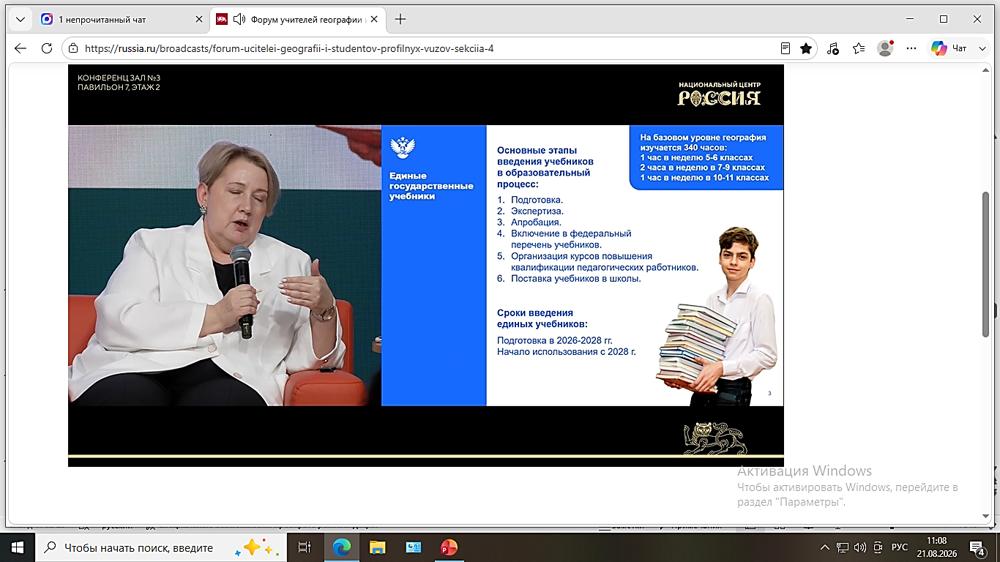 1 непрочитанный чат
Форум учителей географии и
https://russia.ru/broadcasts/forum-ucitelei-geografii-i-studentov-profilnyx-vuzov-sekciia-4
Чат
КОНФЕРЕНЦ ЗАЛ №3
ПАВИЛЬОН 7, ЭТАЖ 2
НАЦИОНАЛЬНЫЙ ЦЕНТР
РОССИЯ
Единые
государственные
учебники
Основные этапы
введения учебников
в образовательный
процесс:
1. Подготовка.
2. Экспертиза.
3. Апробация.
4. Включение в федеральный
перечень учебников.
5. Организация курсов повышения
квалификации педагогических работников.
6. Поставка учебников в школы.
Сроки введения
единых учебников:
Подготовка в 2026-2028 гг.
Начало использования с 2028 г.
На базовом уровне география
изучается 340 часов:
1 час в неделю 5-6 классах
2 часа в неделю в 7-9 классах
1 час в неделю в 10-11 классах
3
Активация Windows
Чтобы активировать Windows, перейдите в
раздел "Параметры".
Чтобы начать поиск, введите
РУС
11:08
21.08.2026
4